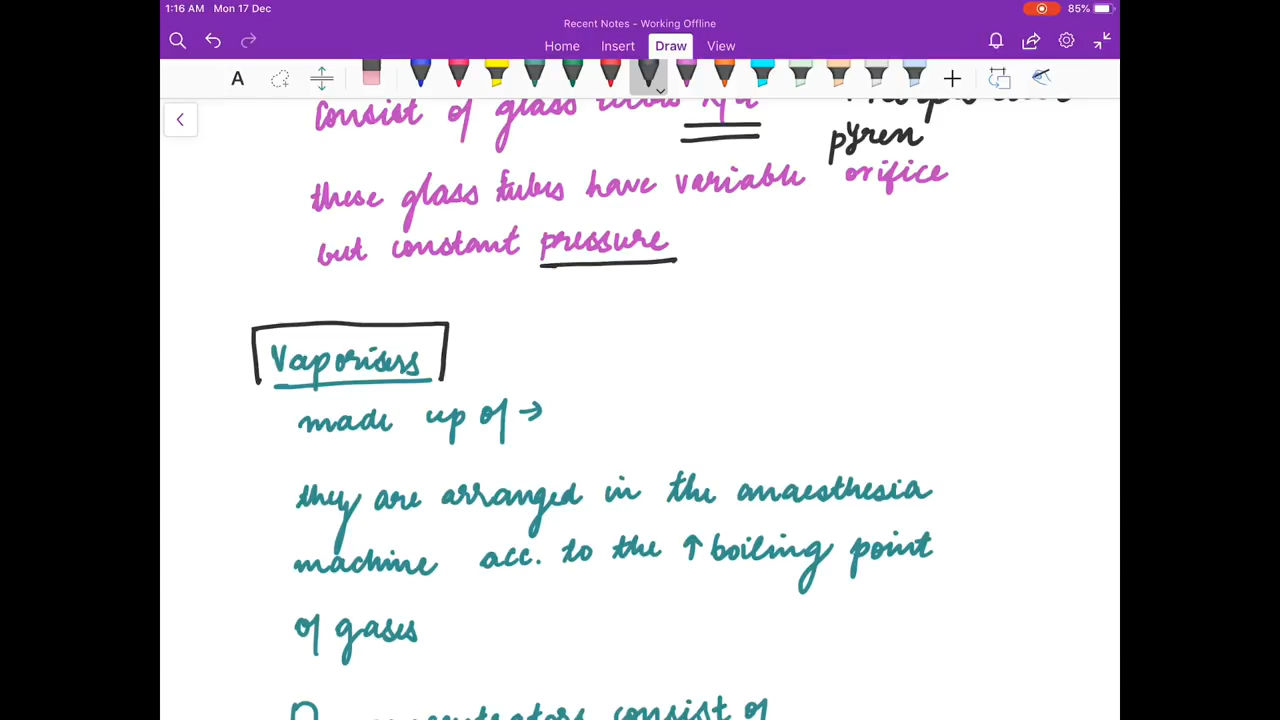 1:16 AM Mon 17 Dec
85%
Recent Notes - Working Offline
Home Insert Draw View
A
Consist of glass
pyren
these glass tubes have variable orifice
but constant pressure
Vaporisers
made up of →
they are arranged in the anaesthesia
machine acc. to the ↑ boiling point
of gases
consist of